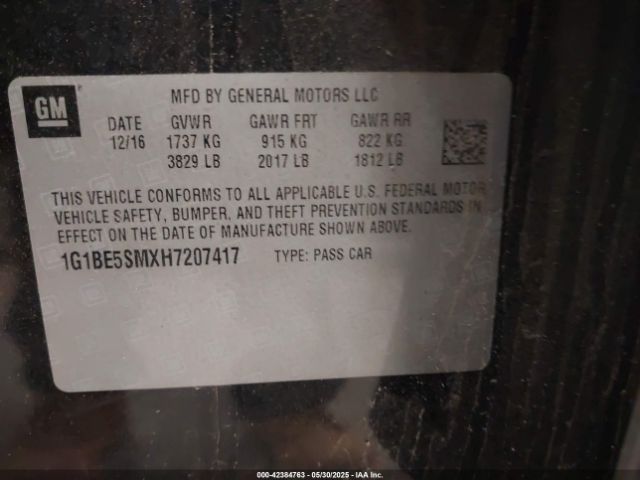 GM
MFD BY GENERAL MOTORS LLC
DATE GVWR GAWR FRT GAWR RR
12/16 1737 KG 915 KG 822 KG
3829 LB 2017 LB 1812 LB
THIS VEHICLE CONFORMS TO ALL APPLICABLE U.S. FEDERAL MOTOR
VEHICLE SAFETY, BUMPER, AND THEFT PREVENTION STANDARDS IN
EFFECT ON THE DATE OF MANUFACTURE SHOWN ABOVE.
1G1BE5SMXH7207417 TYPE: PASS CAR
000-42384763 — 05/30/2025 — IAAI.COM